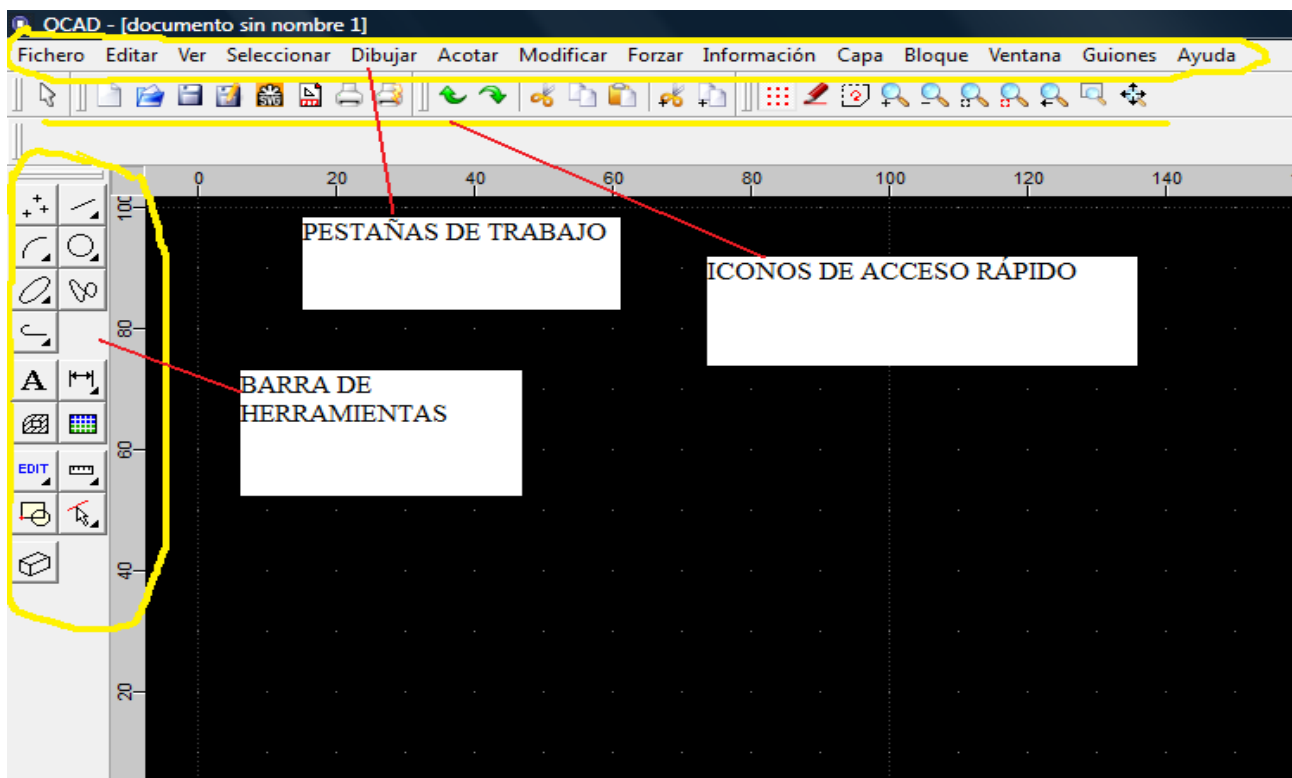 QCAD - [documento sin nombre 1]
Fichero Editar Ver Seleccionar Dibujar Acotar Modificar Forzar Información Capa Bloque Ventana Guiones Ayuda
SVG
0 20 40 60 80 100 120 140
100
PESTAÑAS DE TRABAJO
ICONOS DE ACCESO RÁPIDO
80
A
BARRA DE
HERRAMIENTAS
60
EDIT
40
20